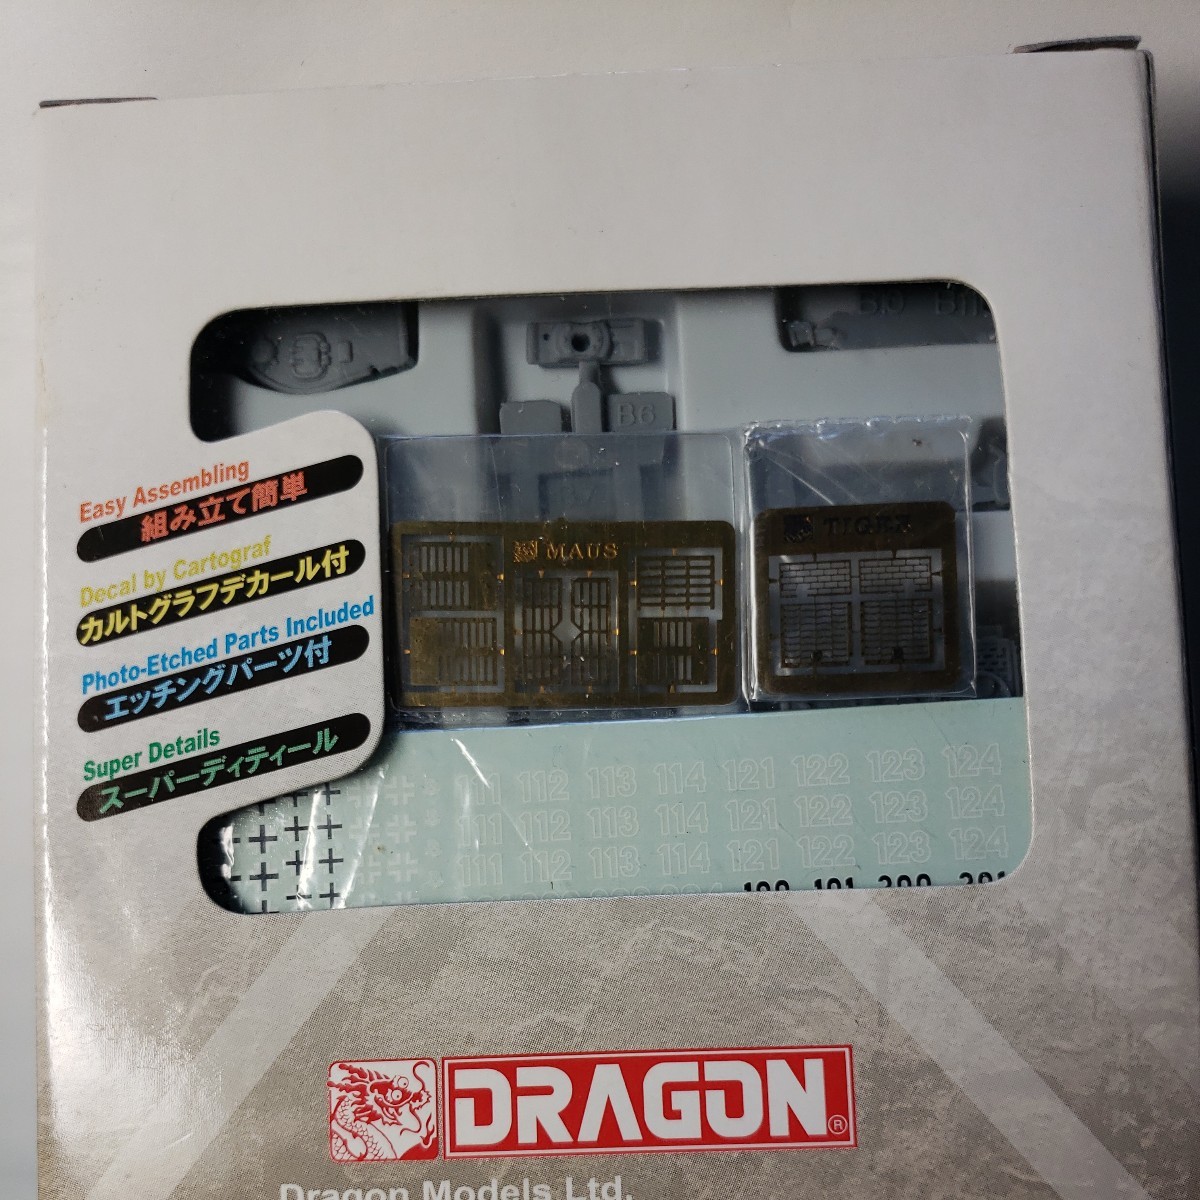 B10 B11
B6
Easy Assembling
組み立て簡単
Decal by Cartograf
カルトグラフデカール付
Photo-Etched Parts Included
エッチングパーツ付
Super Details
スーパーディティール
MAUS
TIGER
111 112 113 114 121 122 123 124
111 112 113 114 121 122 123 124
111 112 113 114 121 122 123 124
DRAGON®
Dragon Models Ltd.